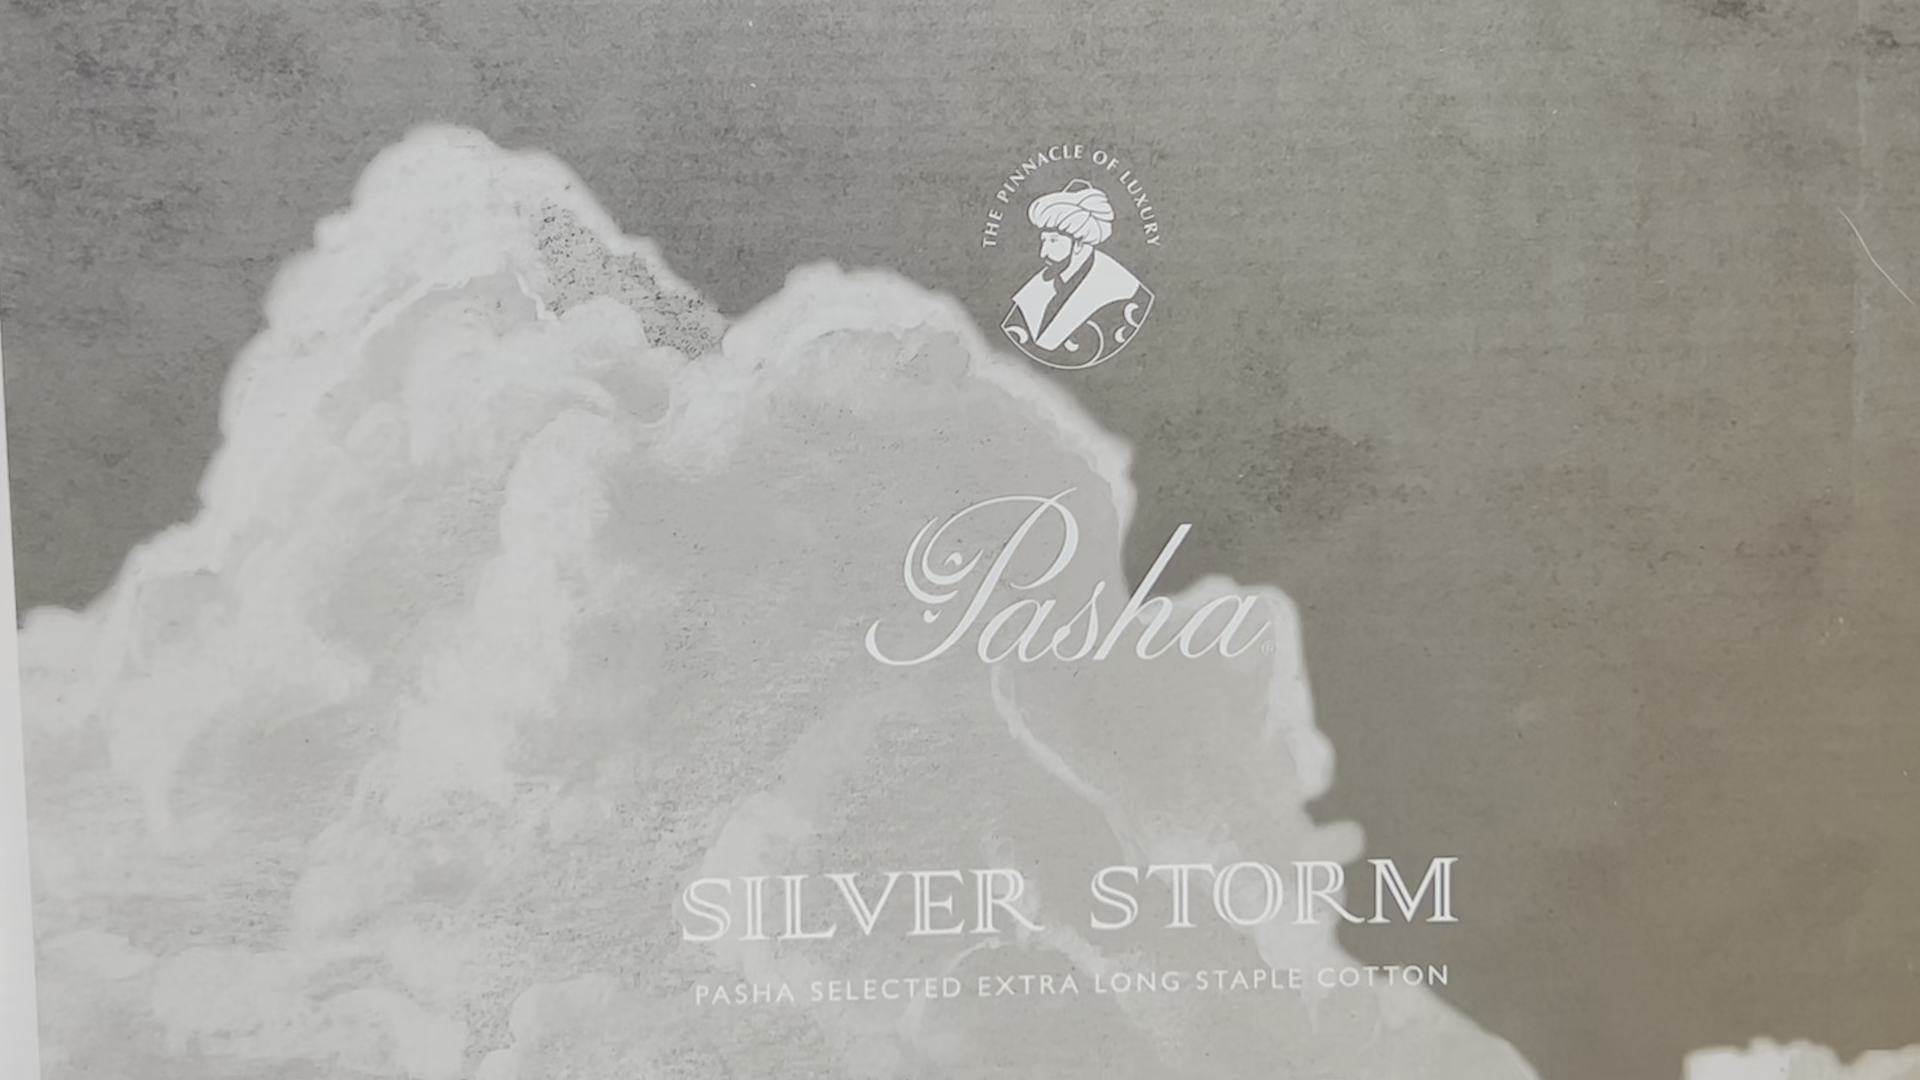 THE PINNACLE OF LUXURY
Pasha®
SILVER STORM
PASHA SELECTED EXTRA LONG STAPLE COTTON